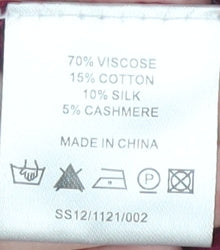 70% VISCOSE
15% COTTON
10% SILK
5% CASHMERE
MADE IN CHINA
P
SS12/1121/002